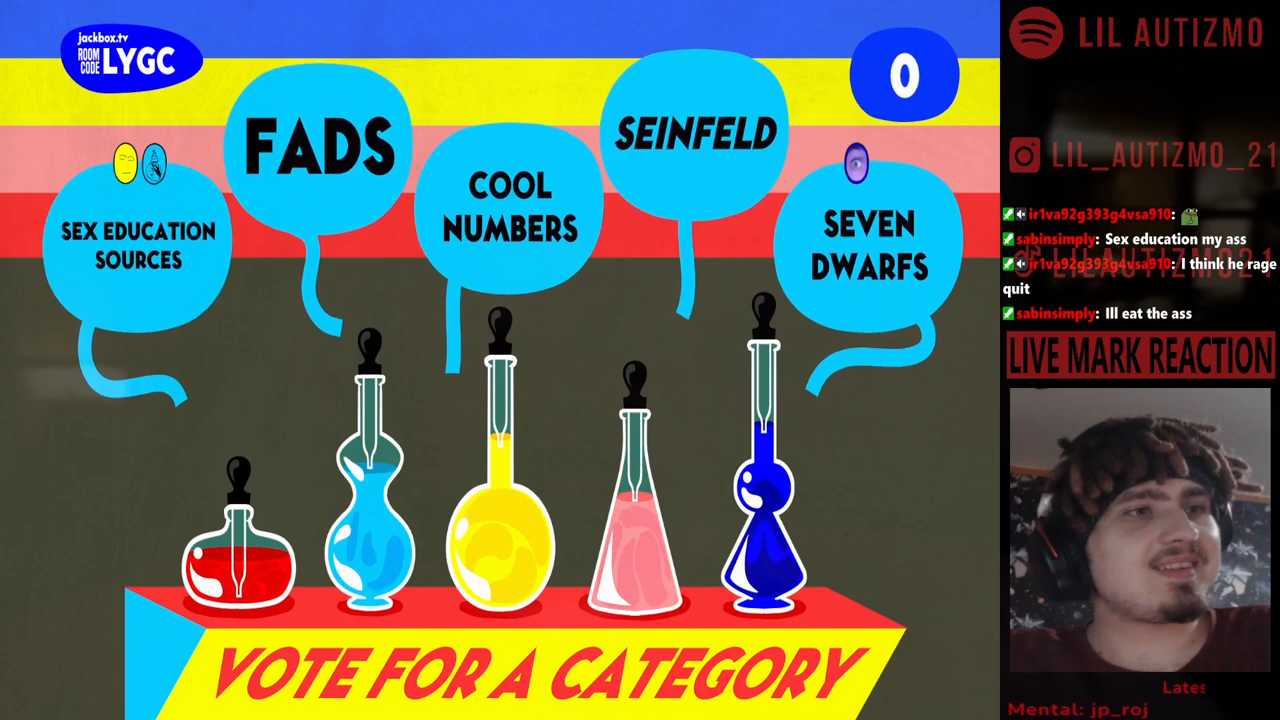 jackbox.tv
ROOM CODE LYGC
FADS
SEINFELD
0
COOL
NUMBERS
SEX EDUCATION
SOURCES
SEVEN
DWARFS
VOTE FOR A CATEGORY
LIL AUTIZMO
LIL_AUTIZMO_21
ir1va92g393g4vsa910:
sabinsimply: Sex education my ass
LILAUTIZMO21
ir1va92g393g4vsa910: I think he rage
quit
sabinsimply: Ill eat the ass
LIVE MARK REACTION
Lates
Mental: jp_roj